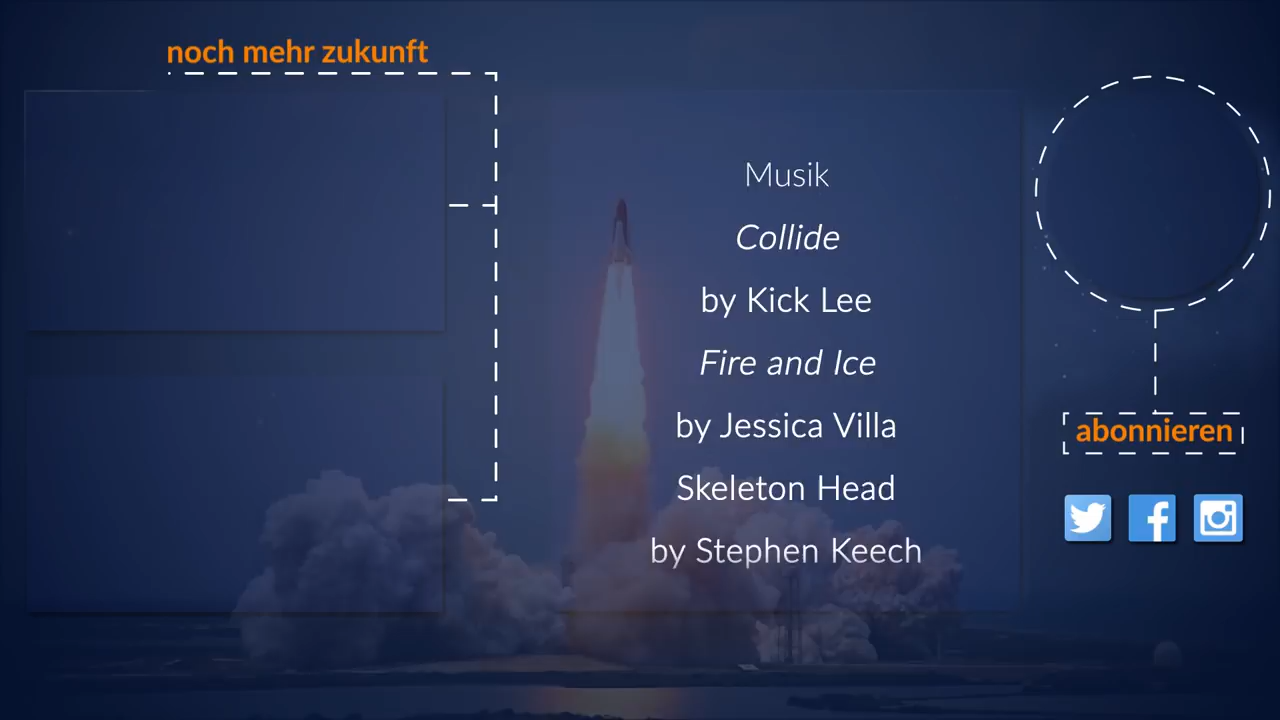 noch mehr zukunft
Musik
Collide
by Kick Lee
Fire and Ice
by Jessica Villa
Skeleton Head
by Stephen Keech
abonnieren